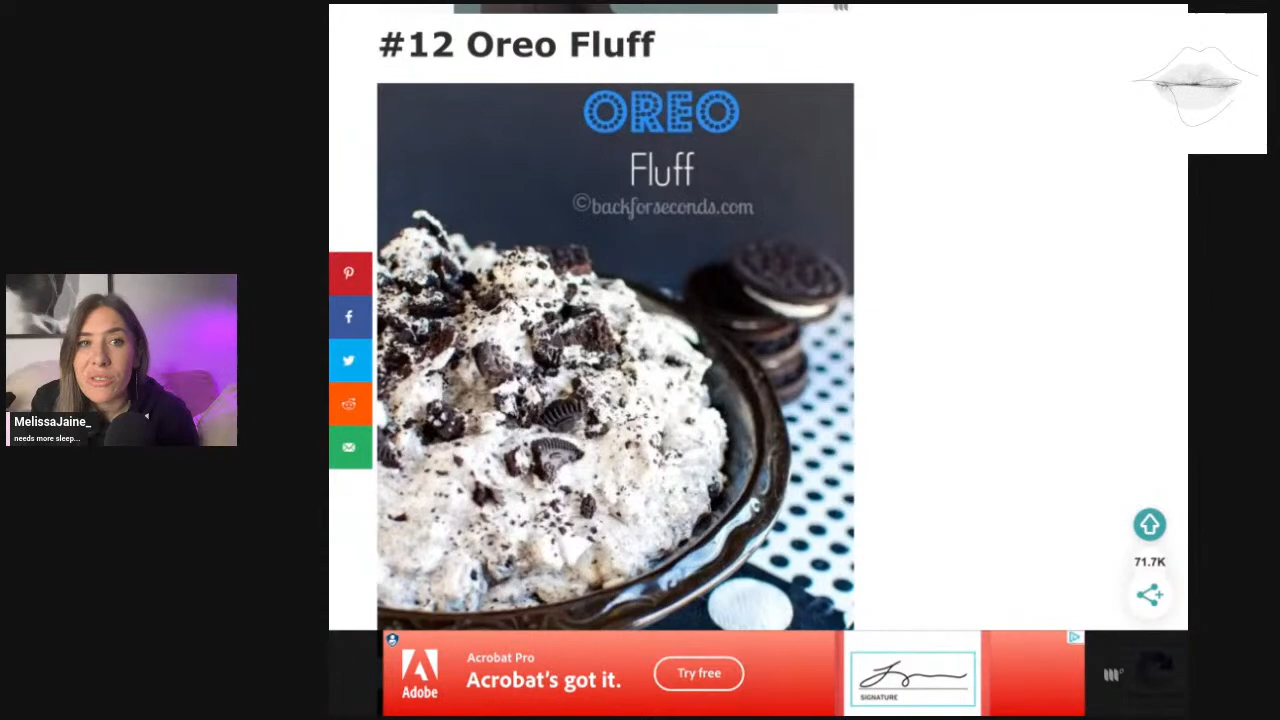 #12 Oreo Fluff
OREO
Fluff
©backforseconds.com
MelissaJaine_
needs more sleep...
71.7K
Adobe
Acrobat Pro
Acrobat's got it.
Try free
SIGNATURE